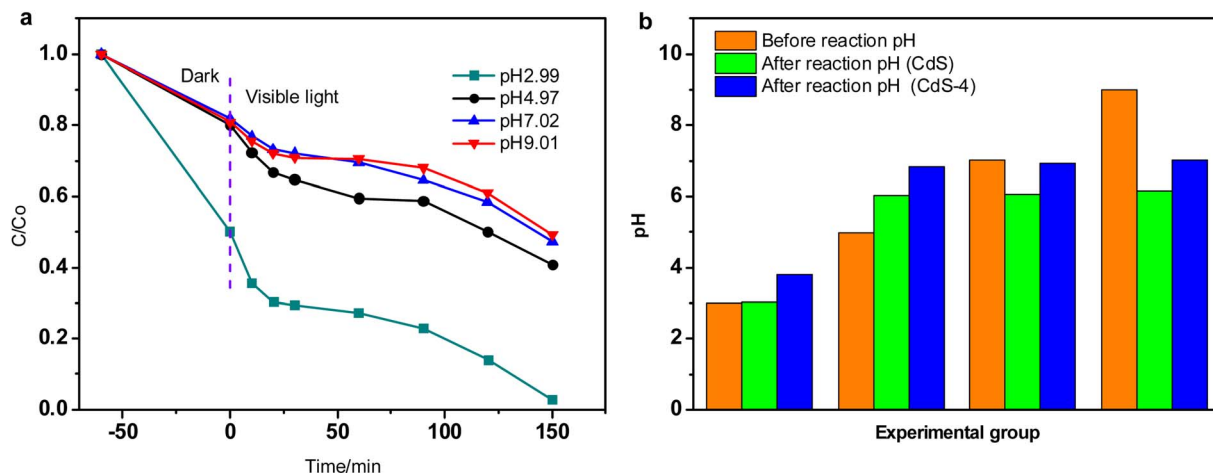 a
1.0
0.8
0.6
0.4
0.2
0.0
C/Co
Dark
Visible light
pH2.99
pH4.97
pH7.02
pH9.01
-50
0
50
100
150
Time/min
b
10
8
6
4
2
0
pH
Before reaction pH
After reaction pH (CdS)
After reaction pH (CdS-4)
Experimental group